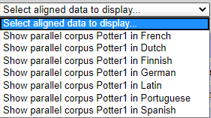 Select aligned data to display...
Select aligned data to display...
Show parallel corpus Potter1 in French
Show parallel corpus Potter1 in Dutch
Show parallel corpus Potter1 in Finnish
Show parallel corpus Potter1 in German
Show parallel corpus Potter1 in Latin
Show parallel corpus Potter1 in Portuguese
Show parallel corpus Potter1 in Spanish